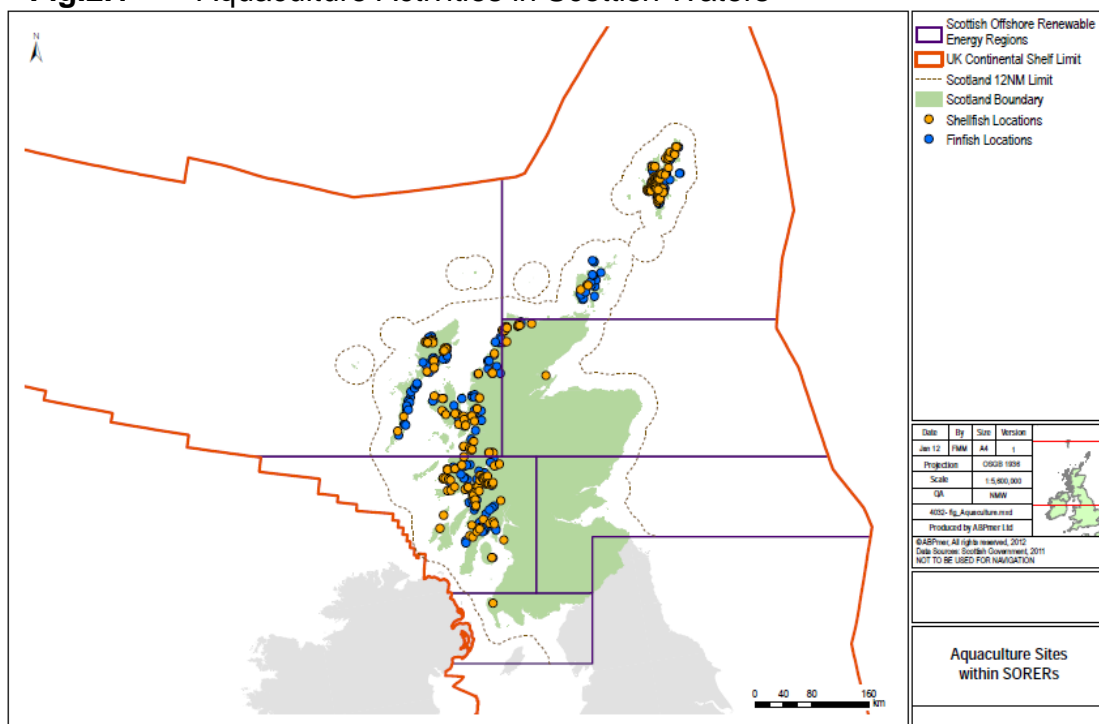 Aquaculture Activities in Scottish Waters
N
Scottish Offshore Renewable
Energy Regions
UK Continental Shelf Limit
Scotland 12NM Limit
Scotland Boundary
Shellfish Locations
Finfish Locations
Date By Size Version
Jan 12 FMM A4 1
Projection OSGB 1936
Scale 1:5,600,000
QA NMW
4032- fig_Aquaculture.mxd
Produced by ABPmer Ltd
©ABPmer, All rights reserved, 2012
Data Sources: Scottish Government, 2011
NOT TO BE USED FOR NAVIGATION
Aquaculture Sites
within SORERs
0 40 80 160
km